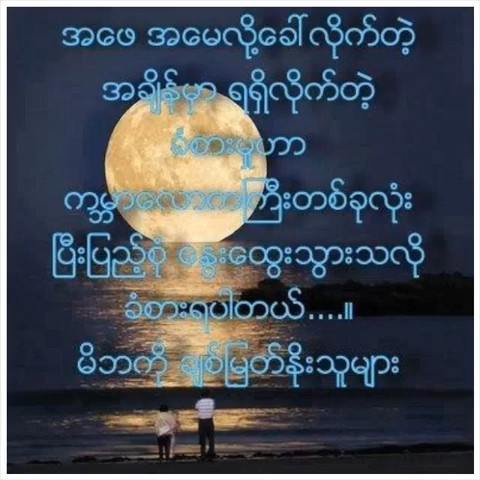 အဖေ အမေလို့ခေါ်လိုက်တဲ့
အချိန်မှာ ရရှိလိုက်တဲ့
ခံစားမှုဟာ
ကမ္ဘာလောကကြီးတစ်ခုလုံး
ပြီးပြည့်စုံ နွေးထွေးသွားသလို
ခံစားရပါတယ်....။
မိဘကို ချစ်မြတ်နိုးသူများ